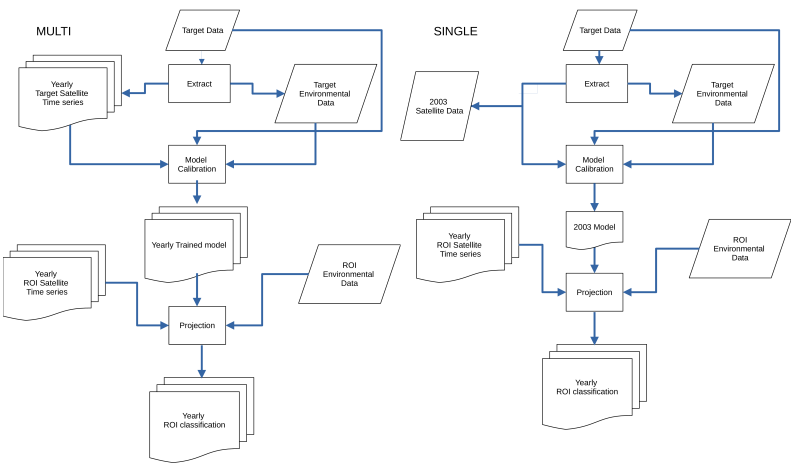 MULTI
Target Data
Yearly
Target Satellite
Time series
Extract
Target
Environmental
Data
Model
Calibration
Yearly Trained model
Yearly
ROI Satellite
Time series
ROI
Environmental
Data
Projection
Yearly
ROI classification
SINGLE
Target Data
2003
Satellite Data
Extract
Target
Environmental
Data
Model
Calibration
Yearly
ROI Satellite
Time series
2003 Model
ROI
Environmental
Data
Projection
Yearly
ROI classification